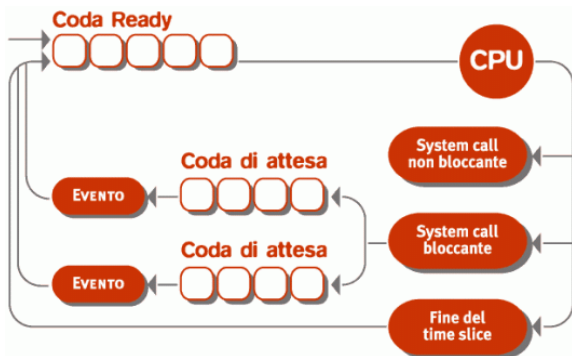 Coda Ready
CPU
System call
non bloccante
Coda di attesa
EVENTO
System call
bloccante
Coda di attesa
EVENTO
Fine del
time slice